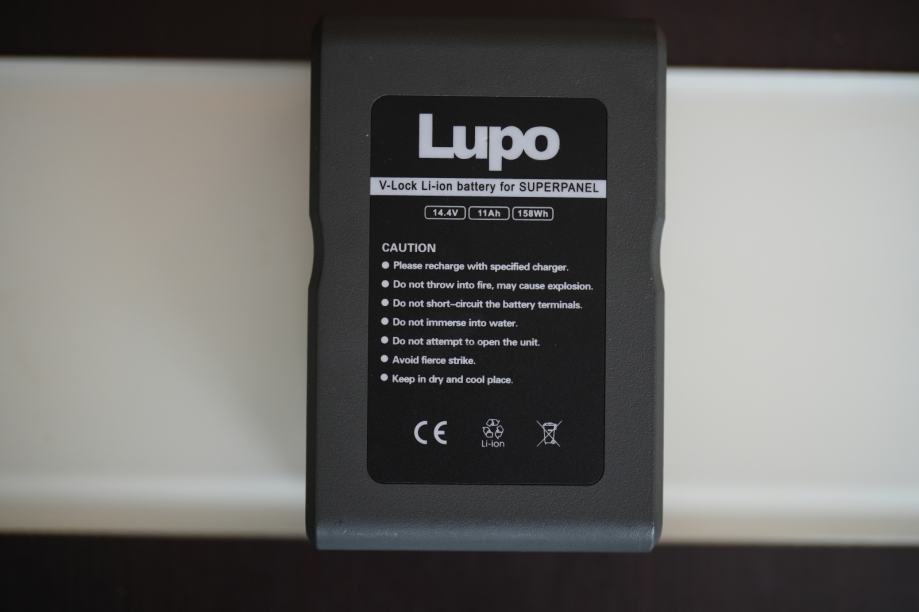 Lupo
V-Lock Li-ion battery for SUPERPANEL
14.4V 11Ah 158Wh
CAUTION
● Please recharge with specified charger.
● Do not throw into fire, may cause explosion.
● Do not short-circuit the battery terminals.
● Do not immerse into water.
● Do not attempt to open the unit.
● Avoid fierce strike.
● Keep in dry and cool place.
CE
Li-ion